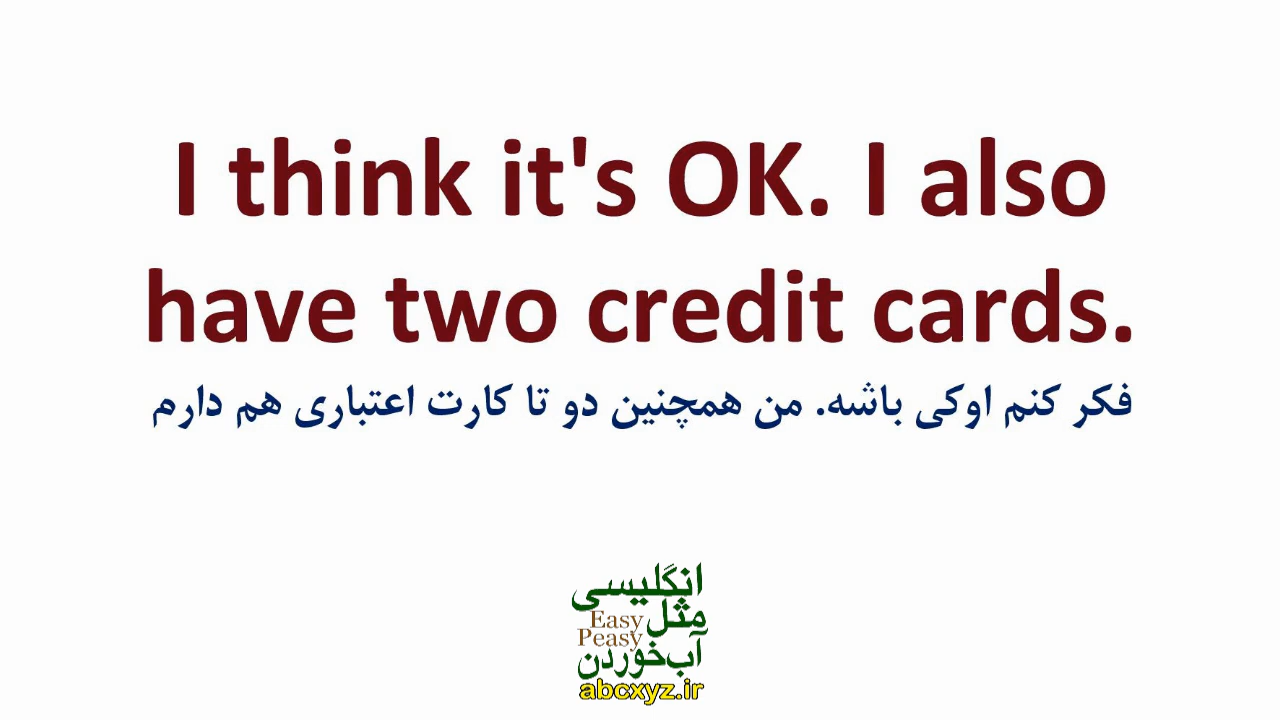 I think it's OK. I also
have two credit cards.
فکر کنم اوکی باشه. من همچنین دو تا کارت اعتباری هم دارم
انگلیسی
مثل
Easy
Peasy
آب‌خوردن
abcxyz.ir